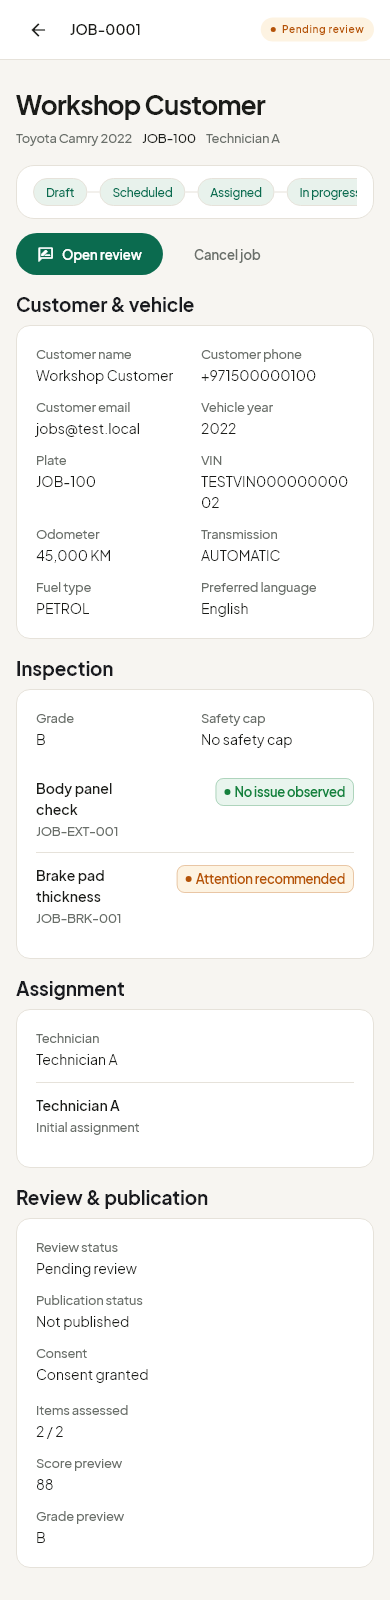 JOB-0001
Pending review
Workshop Customer
Toyota Camry 2022 JOB-100 Technician A
Draft Scheduled Assigned In progress
Open review Cancel job
Customer & vehicle
Customer name Customer phone
Workshop Customer +971500000100
Customer email Vehicle year
jobs@test.local 2022
Plate VIN
JOB-100 TESTVIN000000000
02
Odometer Transmission
45,000 KM AUTOMATIC
Fuel type Preferred language
PETROL English
Inspection
Grade Safety cap
B No safety cap
Body panel No issue observed
check
JOB-EXT-001
Brake pad Attention recommended
thickness
JOB-BRK-001
Assignment
Technician
Technician A
Technician A
Initial assignment
Review & publication
Review status
Pending review
Publication status
Not published
Consent
Consent granted
Items assessed
2 / 2
Score preview
88
Grade preview
B